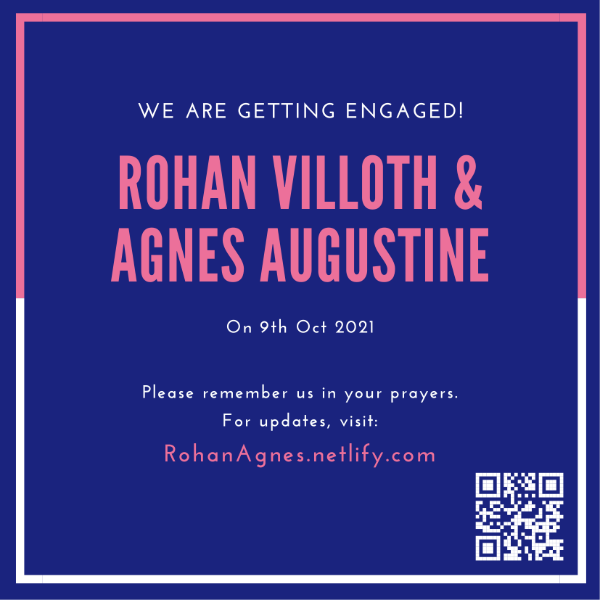 WE ARE GETTING ENGAGED!
ROHAN VILLOTH &
AGNES AUGUSTINE
On 9th Oct 2021
Please remember us in your prayers.
For updates, visit:
RohanAgnes.netlify.com